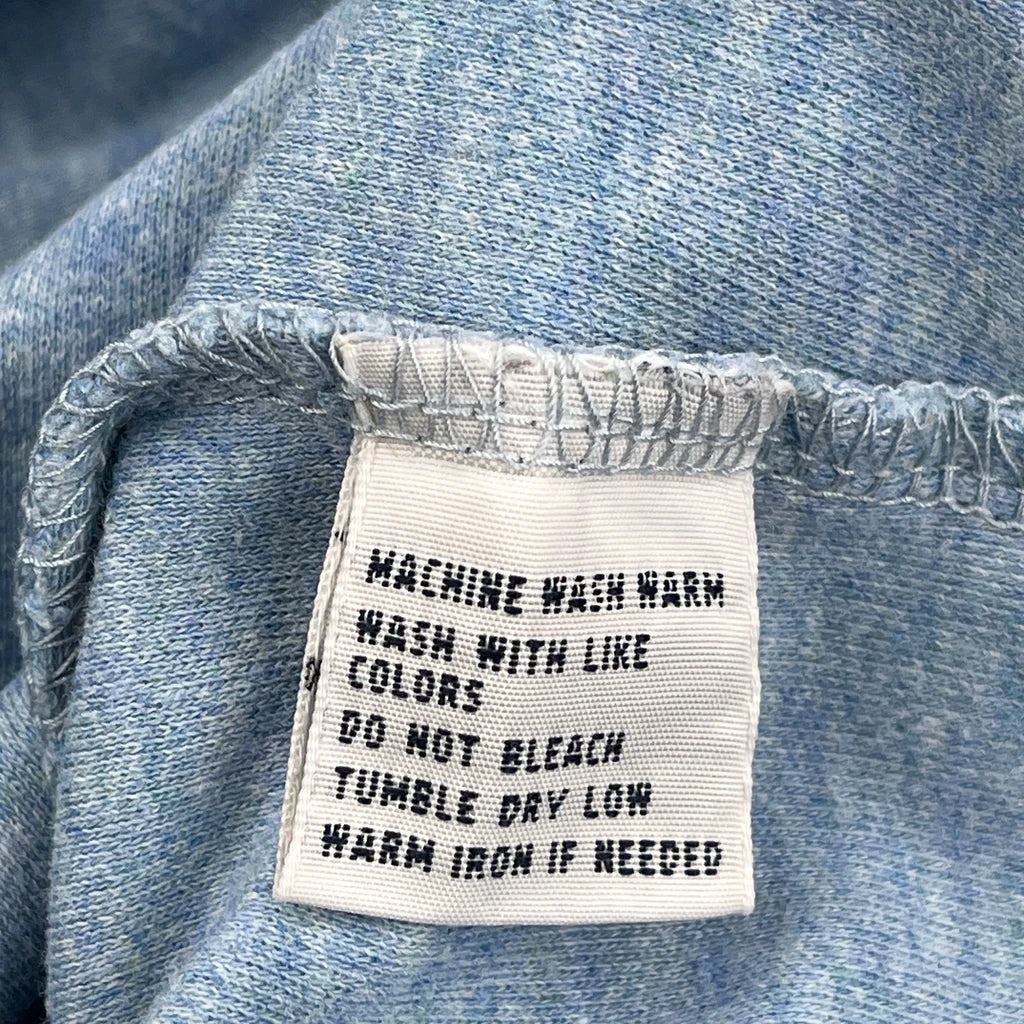 MACHINE WASH WARM
WASH WITH LIKE
COLORS
DO NOT BLEACH
TUMBLE DRY LOW
WARM IRON IF NEEDED